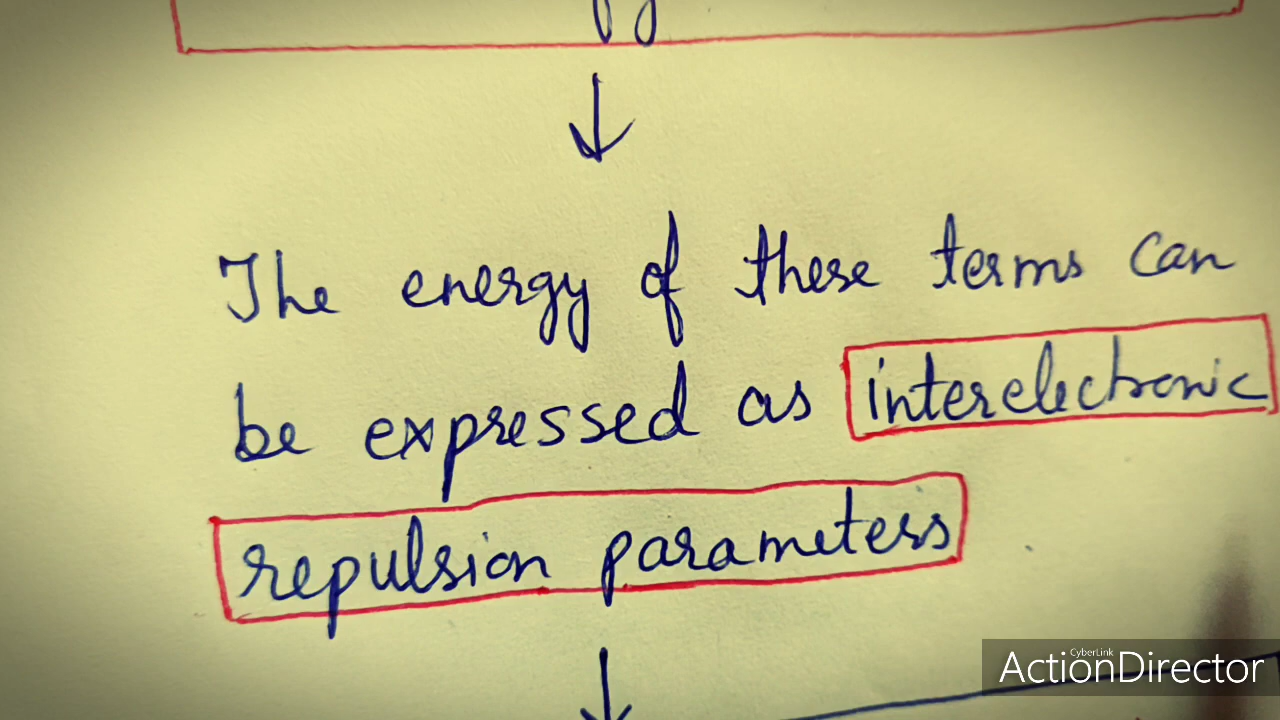 The energy of these terms can
be expressed as interelectronic
repulsion parameters
CyberLink
ActionDirector